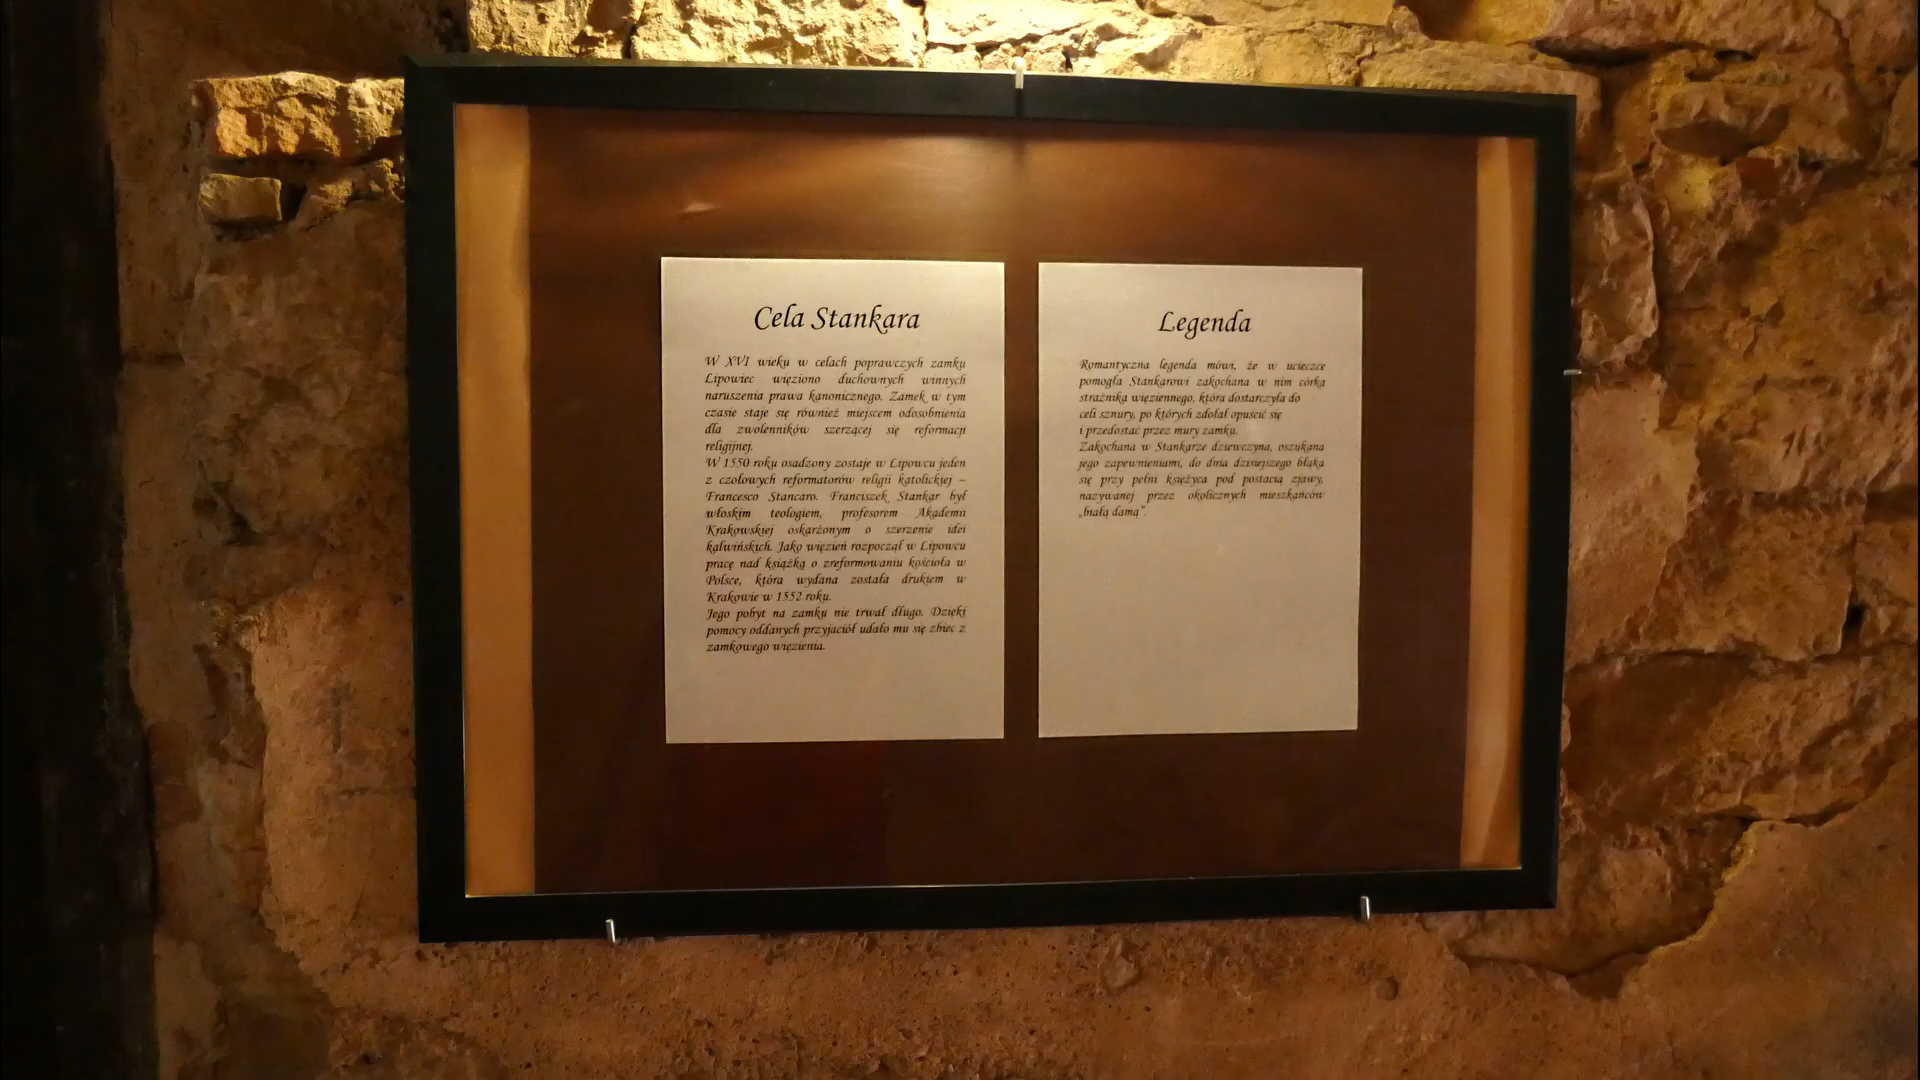 Cela Stankara
W XVI wieku w celach poprawczych zamku
Lipowiec więziono duchownych winnych
naruszenia prawa kanonicznego. Zamek w tym
czasie staje się również miejscem odosobnienia
dla zwolenników szerzącej się reformacji
religijnej.
W 1550 roku osadzony zostaje w Lipowcu jeden
z czołowych reformatorów religii katolickiej –
Francesco Stancaro. Franciszek Stankar był
włoskim teologiem, profesorem Akademii
Krakowskiej oskarżonym o szerzenie idei
kalwińskich. Jako więzień rozpoczął w Lipowcu
pracę nad książką o zreformowaniu kościoła w
Polsce, która wydana została drukiem w
Krakowie w 1552 roku.
Jego pobyt na zamku nie trwał długo. Dzięki
pomocy oddanych przyjaciół udało mu się zbiec z
zamkowego więzienia.
Legenda
Romantyczna legenda mówi, że w ucieczce
pomogła Stankarowi zakochana w nim córka
strażnika więziennego, która dostarczyła do
celi sznury, po których zdołał opuścić się
i przedostać przez mury zamku.
Zakochana w Stankarze dziewczyna, oszukana
jego zapewnieniami, do dnia dzisiejszego błąka
się przy pełni księżyca pod postacią zjawy,
nazywanej przez okolicznych mieszkańców
„białą damą”.